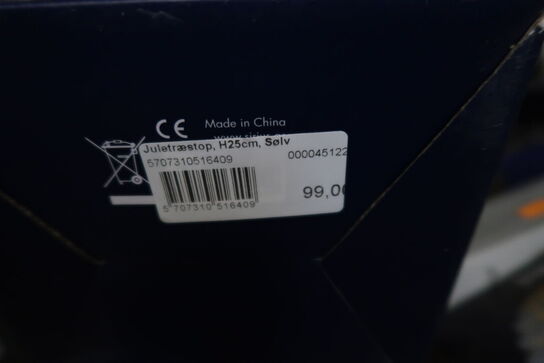 CE Made in China
Juletræstop, H25cm, Sølv
5707310516409 000045122
99,00
5 707310 516409